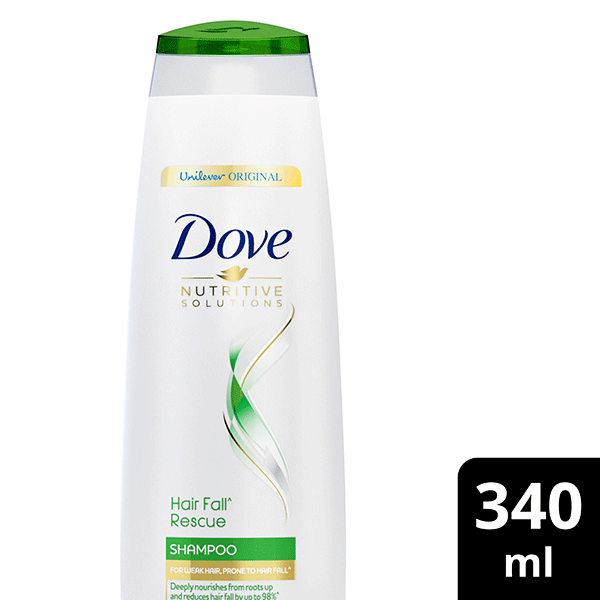 Unilever ORIGINAL
Dove
NUTRITIVE
SOLUTIONS
Hair Fall^
Rescue
SHAMPOO
FOR WEAK HAIR, PRONE TO HAIR FALL^
Deeply nourishes from roots up
and reduces hair fall by up to 98%^
340
ml